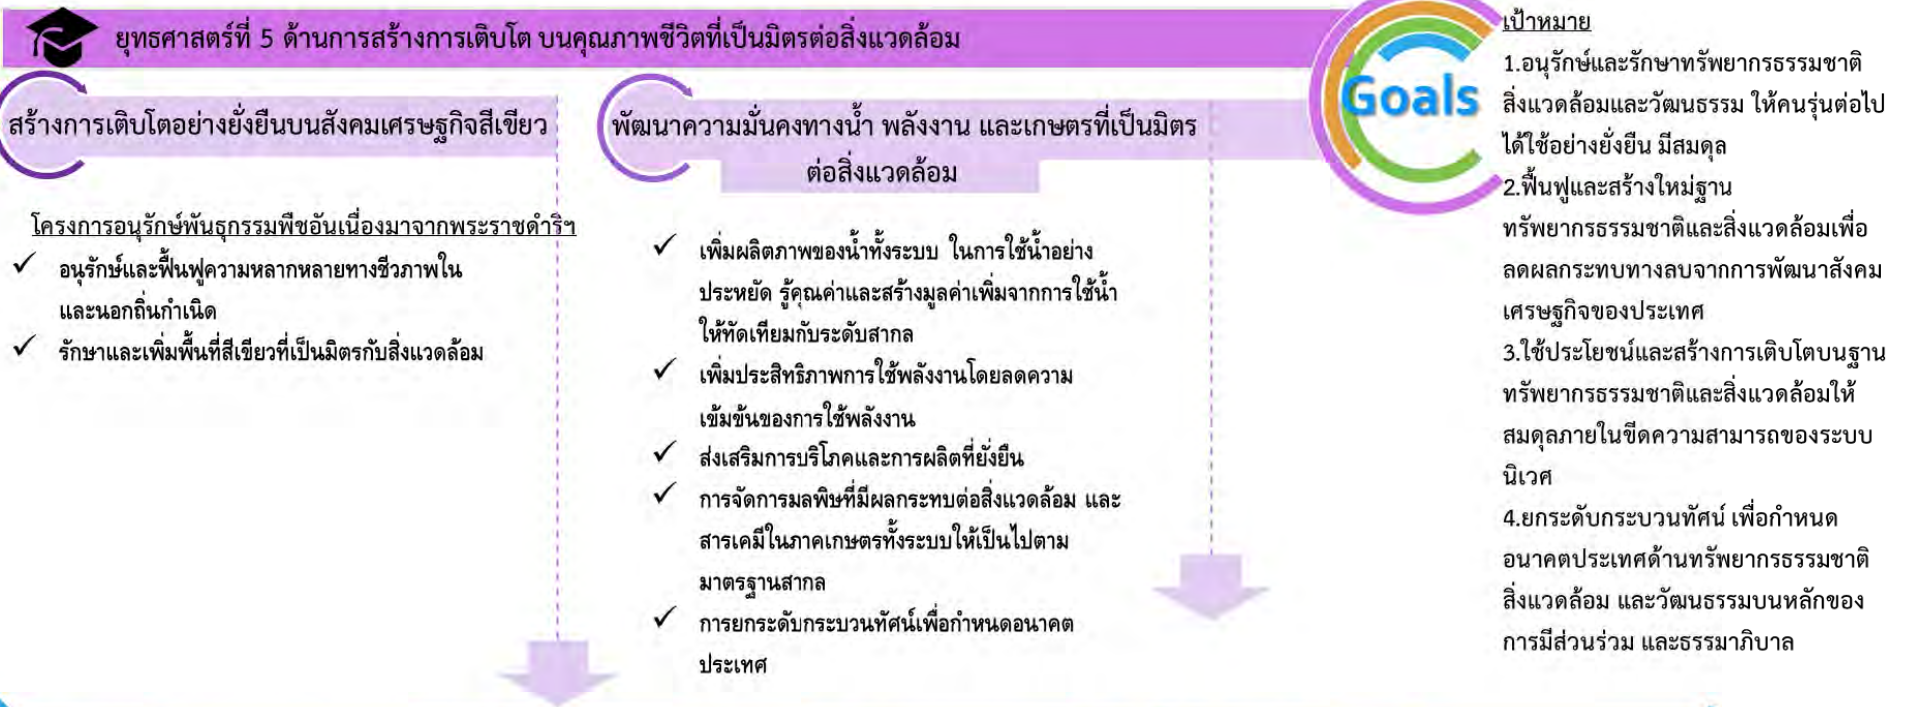 ยุทธศาสตร์ที่ 5 ด้านการสร้างการเติบโต บนคุณภาพชีวิตที่เป็นมิตรต่อสิ่งแวดล้อม
สร้างการเติบโตอย่างยั่งยืนบนสังคมเศรษฐกิจสีเขียว
โครงการอนุรักษ์พันธุกรรมพืชอันเนื่องมาจากพระราชดำริฯ
✓ อนุรักษ์และฟื้นฟูความหลากหลายทางชีวภาพใน
และนอกถิ่นกำเนิด
✓ รักษาและเพิ่มพื้นที่สีเขียวที่เป็นมิตรกับสิ่งแวดล้อม
พัฒนาความมั่นคงทางน้ำ พลังงาน และเกษตรที่เป็นมิตร
ต่อสิ่งแวดล้อม
✓ เพิ่มผลิตภาพของน้ำทั้งระบบ ในการใช้น้ำอย่าง
ประหยัด รู้คุณค่าและสร้างมูลค่าเพิ่มจากการใช้น้ำ
ให้ทัดเทียมกับระดับสากล
✓ เพิ่มประสิทธิภาพการใช้พลังงานโดยลดความ
เข้มข้นของการใช้พลังงาน
✓ ส่งเสริมการบริโภคและการผลิตที่ยั่งยืน
✓ การจัดการมลพิษที่มีผลกระทบต่อสิ่งแวดล้อม และ
สารเคมีในภาคเกษตรทั้งระบบให้เป็นไปตาม
มาตรฐานสากล
✓ การยกระดับกระบวนทัศน์เพื่อกำหนดอนาคต
ประเทศ
Goals
เป้าหมาย
1.อนุรักษ์และรักษาทรัพยากรธรรมชาติ
สิ่งแวดล้อมและวัฒนธรรม ให้คนรุ่นต่อไป
ได้ใช้อย่างยั่งยืน มีสมดุล
2.ฟื้นฟูและสร้างใหม่ฐาน
ทรัพยากรธรรมชาติและสิ่งแวดล้อมเพื่อ
ลดผลกระทบทางลบจากการพัฒนาสังคม
เศรษฐกิจของประเทศ
3.ใช้ประโยชน์และสร้างการเติบโตบนฐาน
ทรัพยากรธรรมชาติและสิ่งแวดล้อมให้
สมดุลภายในขีดความสามารถของระบบ
นิเวศ
4.ยกระดับกระบวนทัศน์ เพื่อกำหนด
อนาคตประเทศด้านทรัพยากรธรรมชาติ
สิ่งแวดล้อม และวัฒนธรรมบนหลักของ
การมีส่วนร่วม และธรรมาภิบาล